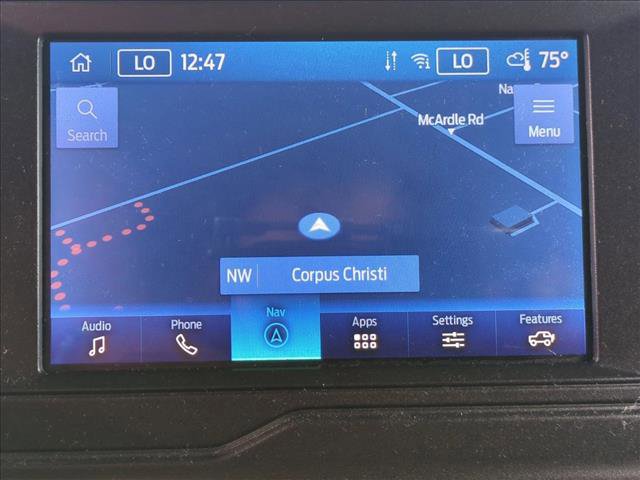 LO 12:47 LO 75°
Search
McArdle Rd
Menu
NW Corpus Christi
Audio Phone Nav Apps Settings Features